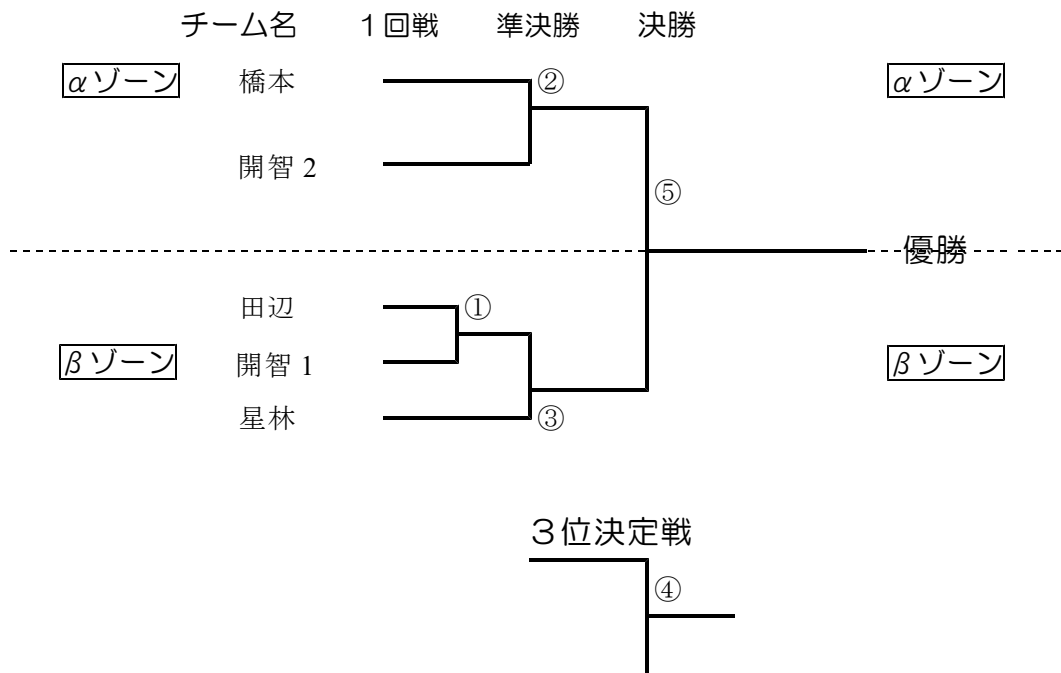 チーム名 1回戦 準決勝 決勝
αゾーン 橋本 ② αゾーン
開智2
⑤
優勝
田辺 ①
βゾーン 開智1 βゾーン
星林 ③
3位決定戦
④